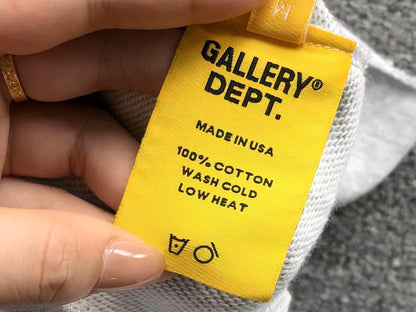 M
GALLERY®
DEPT.
MADE IN USA
100% COTTON
WASH COLD
LOW HEAT